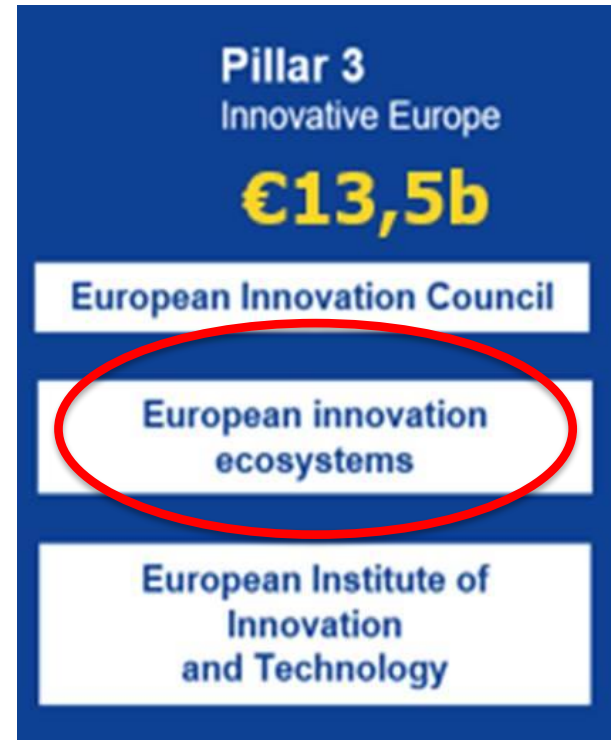 Pillar 3
Innovative Europe
€13,5b
European Innovation Council
European innovation
ecosystems
European Institute of
Innovation
and Technology